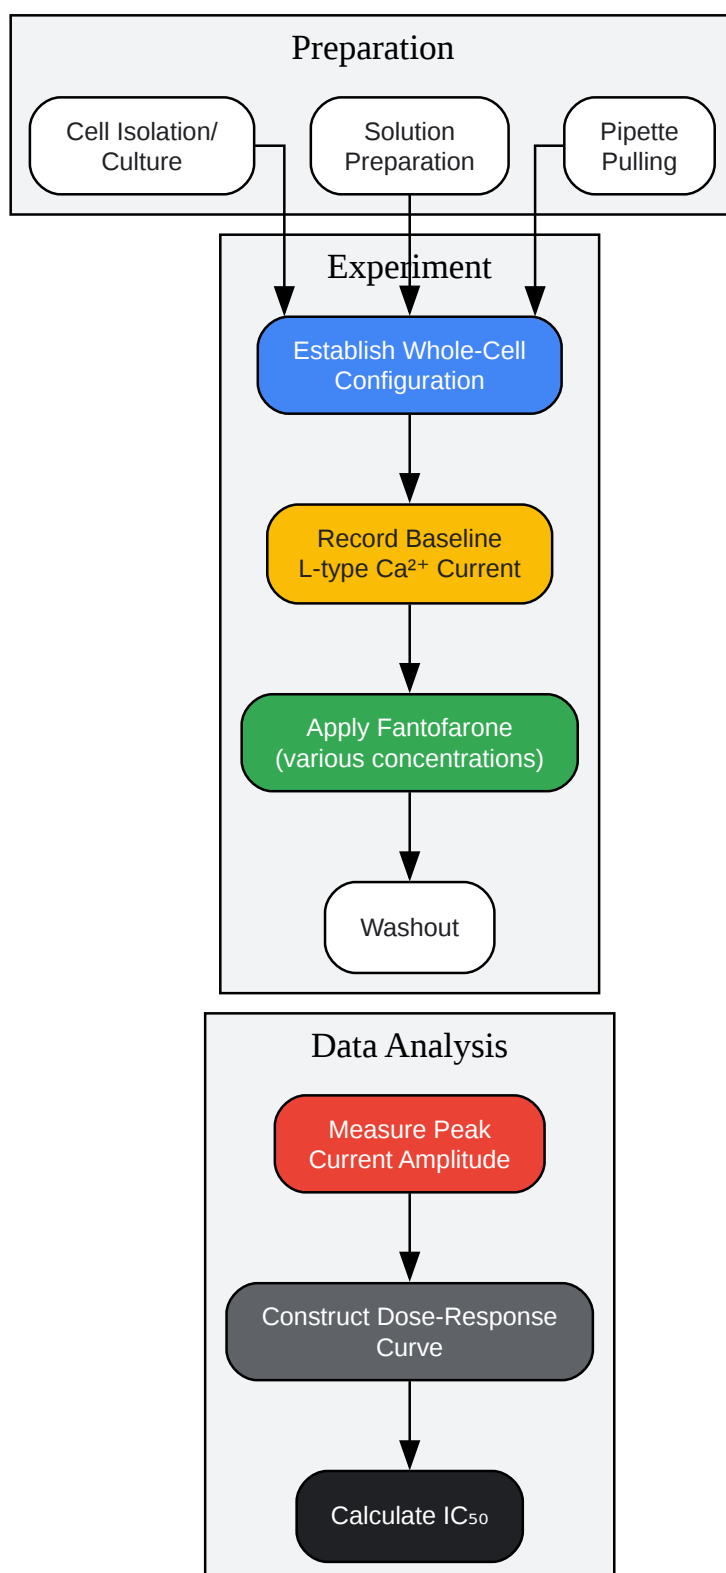 Preparation
Cell Isolation/
Culture
Solution
Preparation
Pipette
Pulling
Experiment
Establish Whole-Cell
Configuration
Record Baseline
L-type Ca²⁺ Current
Apply Fantofarone
(various concentrations)
Washout
Data Analysis
Measure Peak
Current Amplitude
Construct Dose-Response
Curve
Calculate IC₅₀